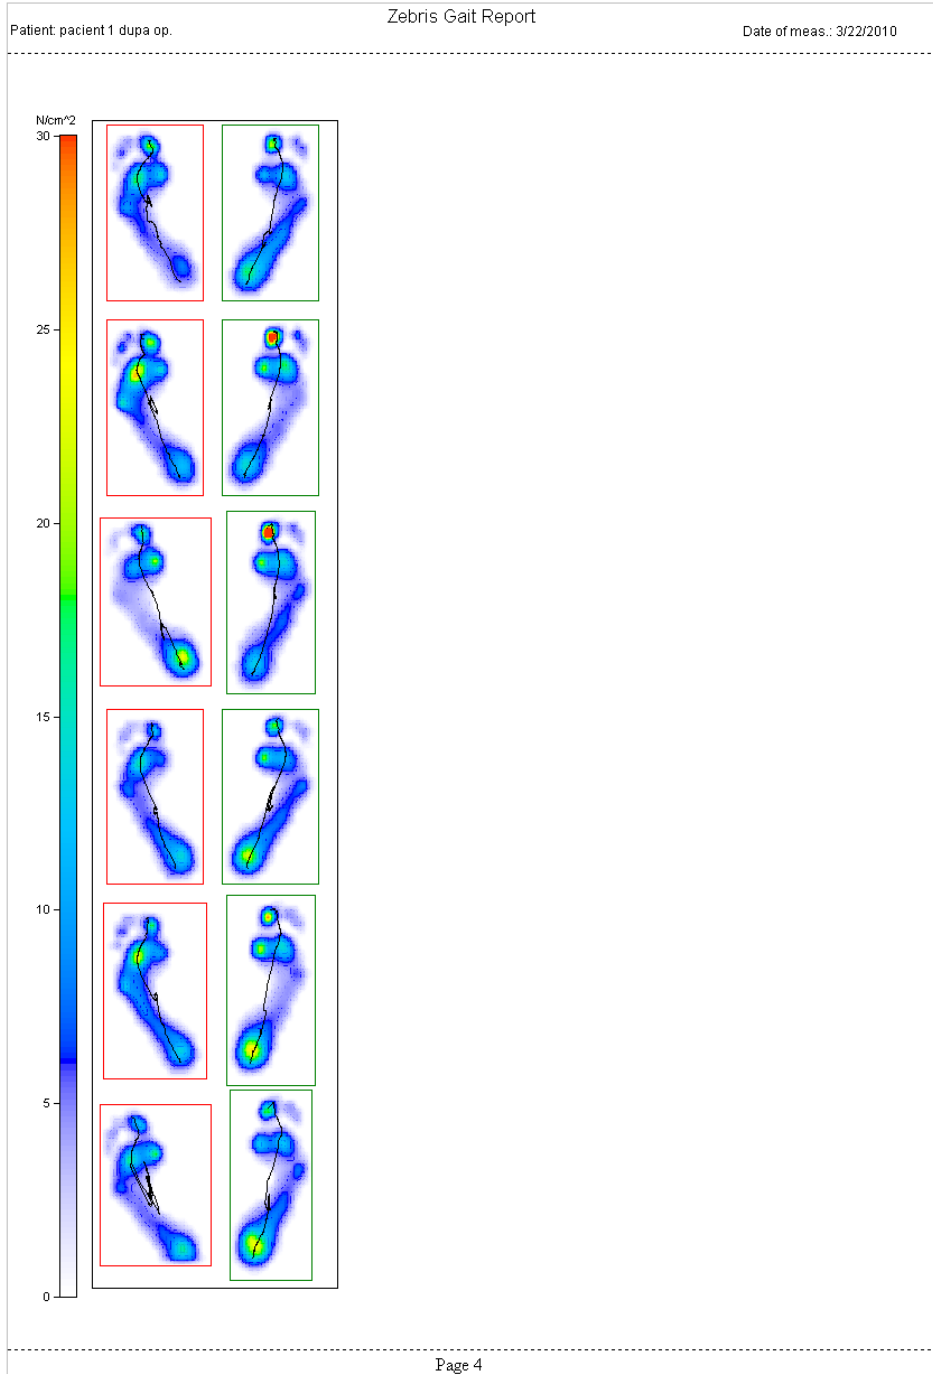 Zebris Gait Report
Patient: pacient 1 dupa op.
Date of meas.: 3/22/2010
N/cm^2
30
25
20
15
10
5
0
Page 4